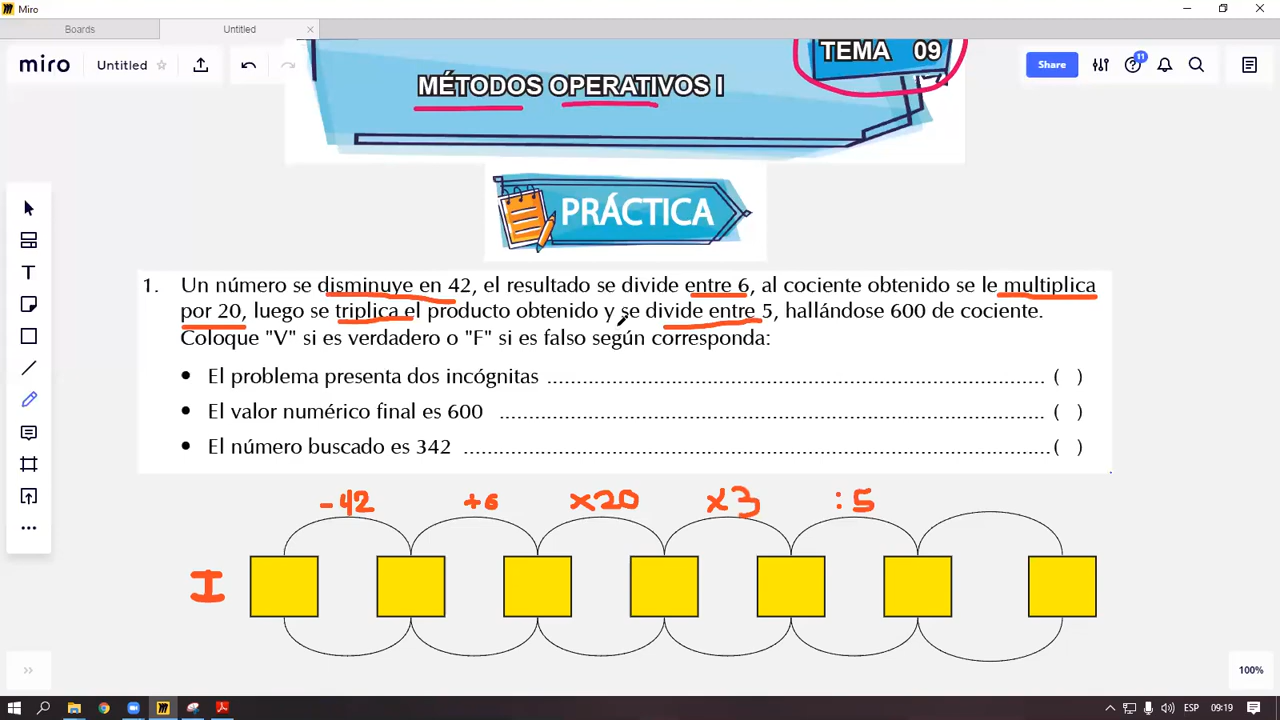 Miro
Boards
Untitled
miro
Untitled
Share
11
TEMA 09
MÉTODOS OPERATIVOS I
PRÁCTICA
1. Un número se disminuye en 42, el resultado se divide entre 6, al cociente obtenido se le multiplica
por 20, luego se triplica el producto obtenido y se divide entre 5, hallándose 600 de cociente.
Coloque "V" si es verdadero o "F" si es falso según corresponda:
• El problema presenta dos incógnitas ..................................................................................... ( )
• El valor numérico final es 600 ............................................................................................. ( )
• El número buscado es 342 .................................................................................................... ( )
-42 +6 x20 x3 :5
I
100%
ESP 09:19